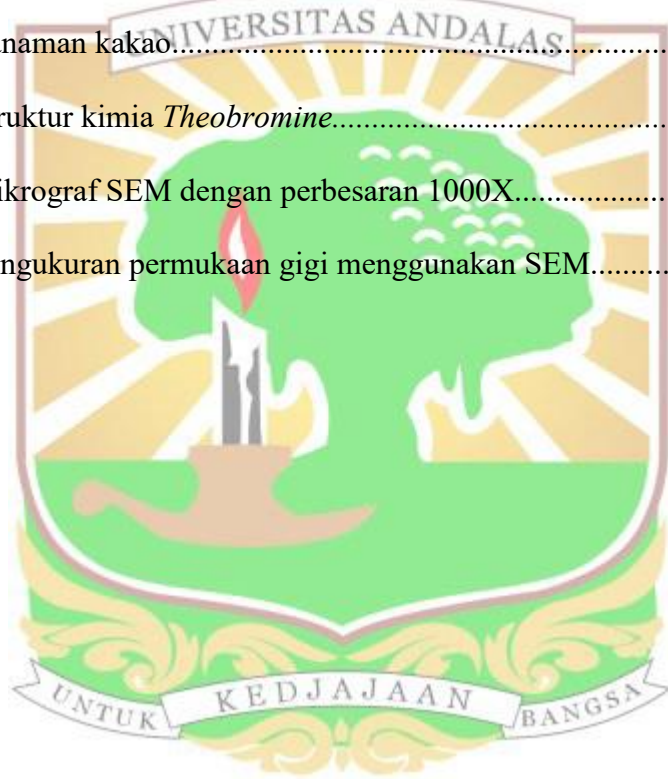 UNIVERSITAS ANDALAS
anaman kakao....................................................
ruktur kimia Theobromine....................................
ikrograf SEM dengan perbesaran 1000X..................
ngukuran permukaan gigi menggunakan SEM..........
UNTUK KEDJAJAAN BANGSA